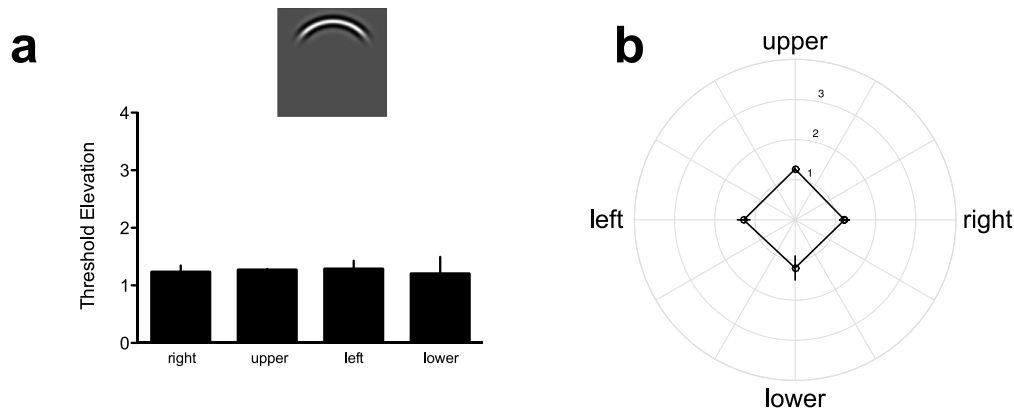 a
4
3
2
1
0
Threshold Elevation
right upper left lower
b
upper
3
2
1
left right
lower